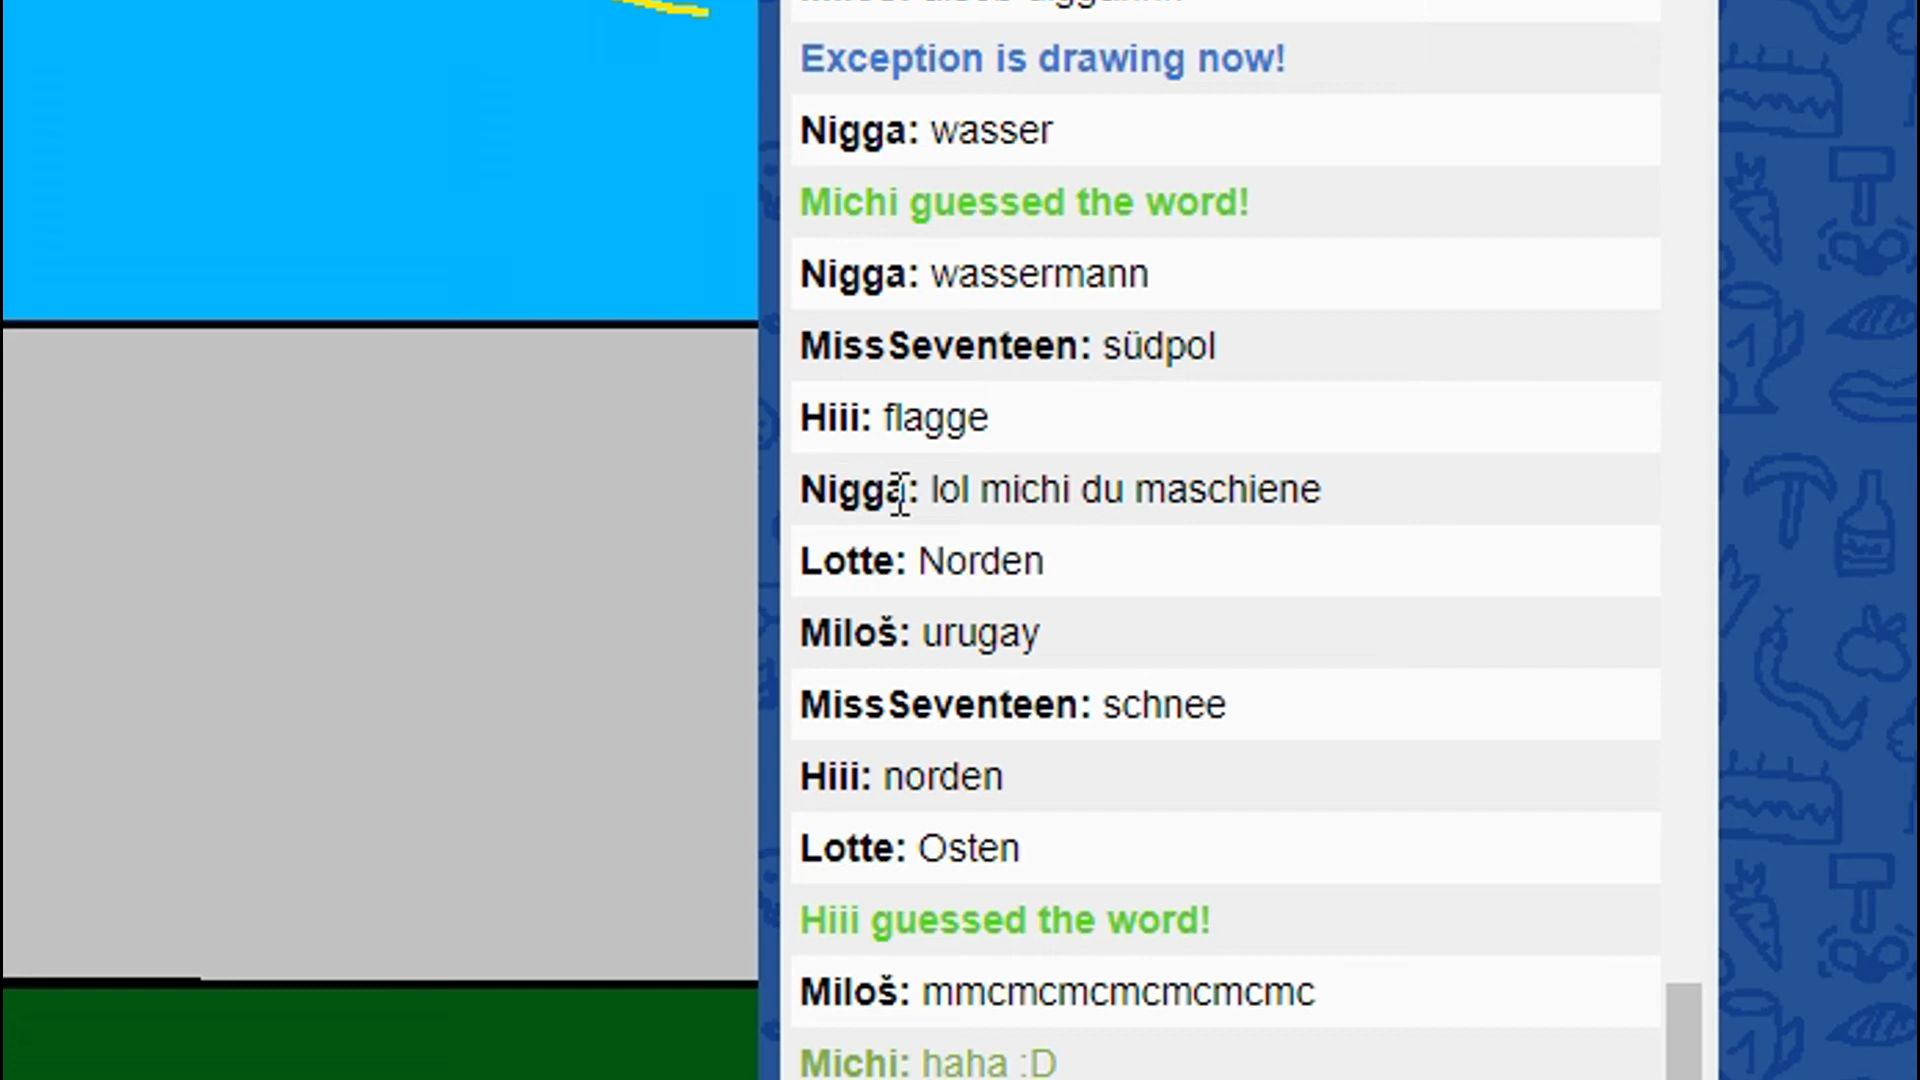 Exception is drawing now!
Nigga: wasser
Michi guessed the word!
Nigga: wassermann
MissSeventeen: südpol
Hiii: flagge
Nigga: lol michi du maschiene
Lotte: Norden
Miloš: urugay
MissSeventeen: schnee
Hiii: norden
Lotte: Osten
Hiii guessed the word!
Miloš: mmcmcmcmcmcmcmc
Michi: haha :D